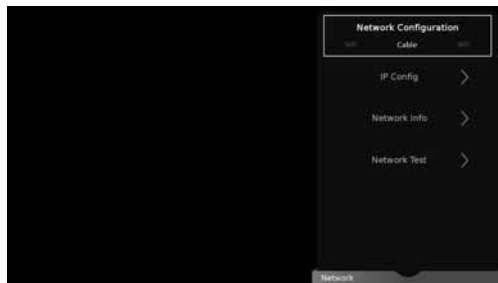 Network Configuration
Cable
IP Config
Network Info
Network Test
Network